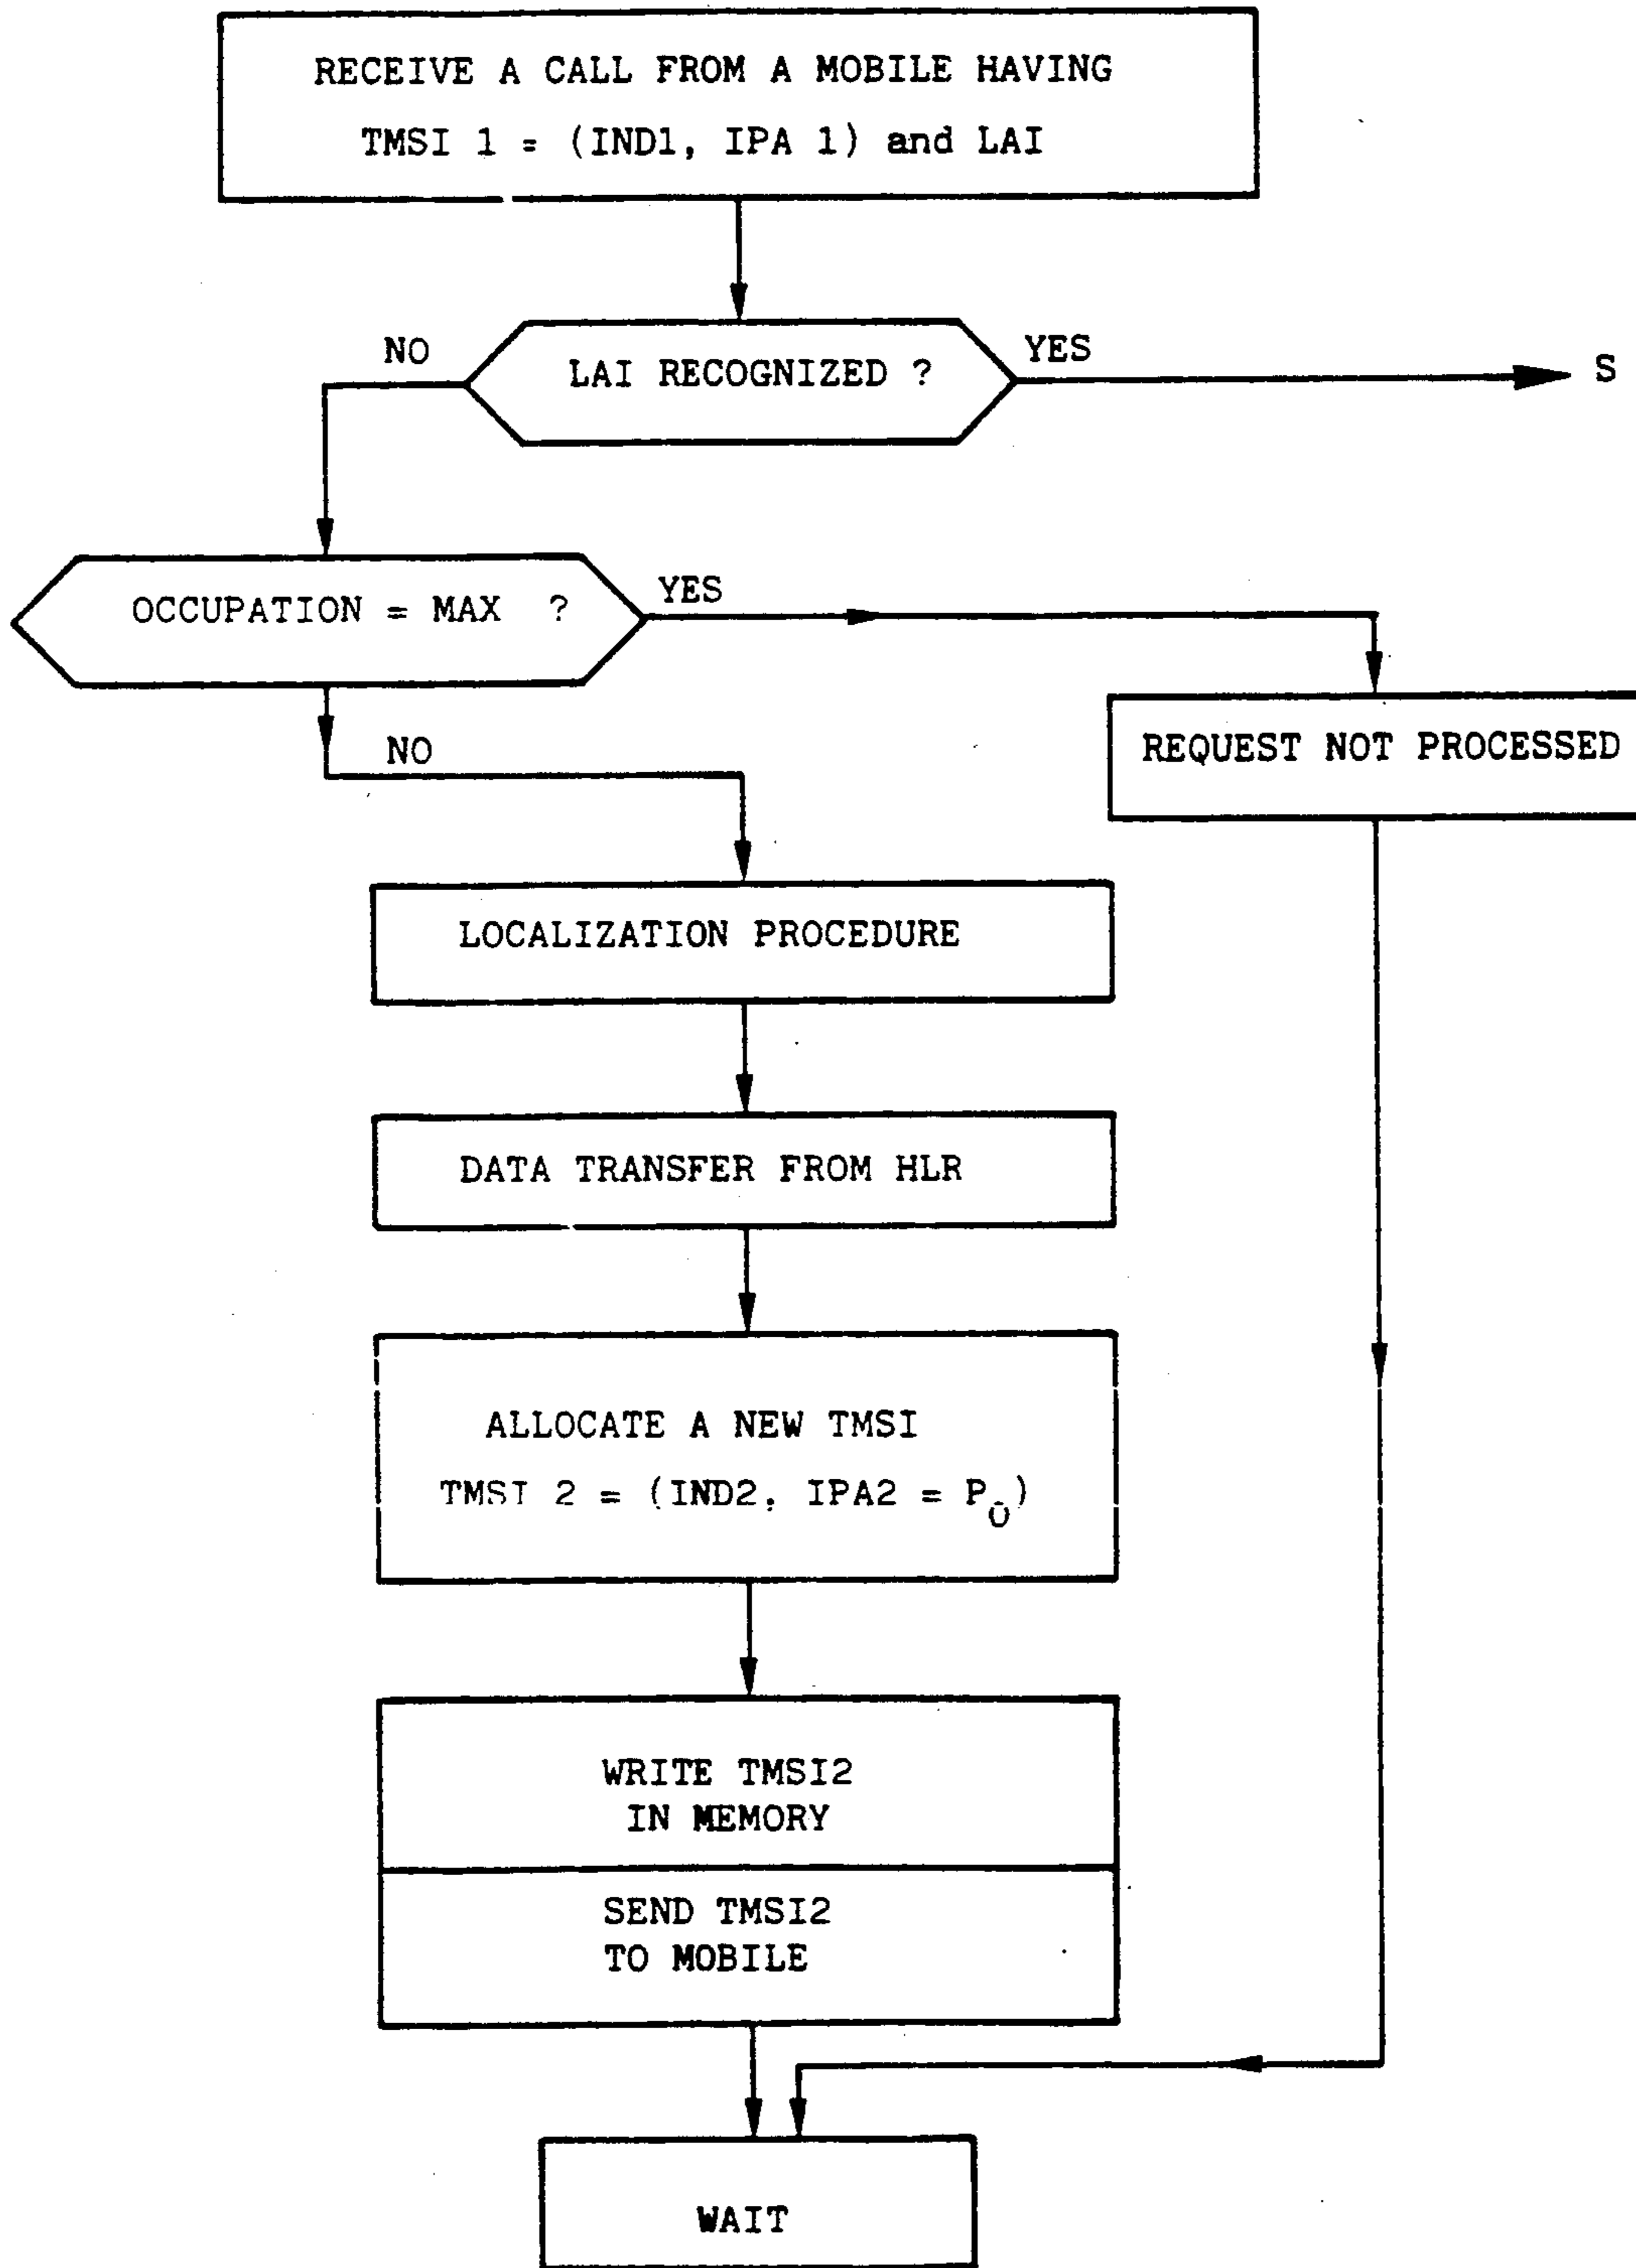 RECEIVE A CALL FROM A MOBILE HAVING
TMSI 1 = (IND1, IPA 1) and LAI
NO
LAI RECOGNIZED ?
YES
S
OCCUPATION = MAX ?
YES
NO
REQUEST NOT PROCESSED
LOCALIZATION PROCEDURE
DATA TRANSFER FROM HLR
ALLOCATE A NEW TMSI
TMSI 2 = (IND2, IPA2 = P0)
WRITE TMSI2
IN MEMORY
SEND TMSI2
TO MOBILE
WAIT